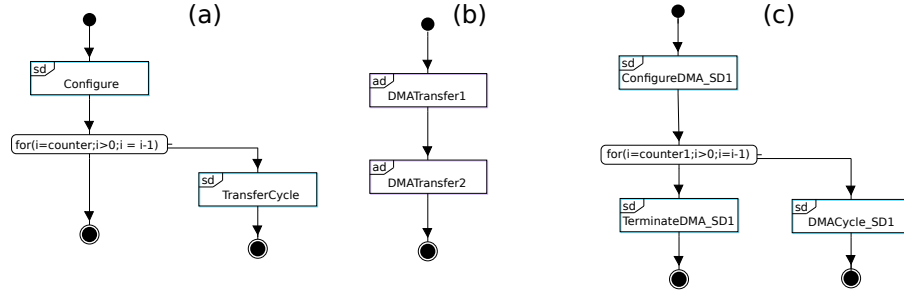 (a)
sd
Configure
for(i=counter;i>0;i = i-1)
sd
TransferCycle
(b)
ad
DMATransfer1
ad
DMATransfer2
(c)
sd
ConfigureDMA_SD1
for(i=counter1;i>0;i=i-1)
sd
TerminateDMA_SD1
sd
DMACycle_SD1